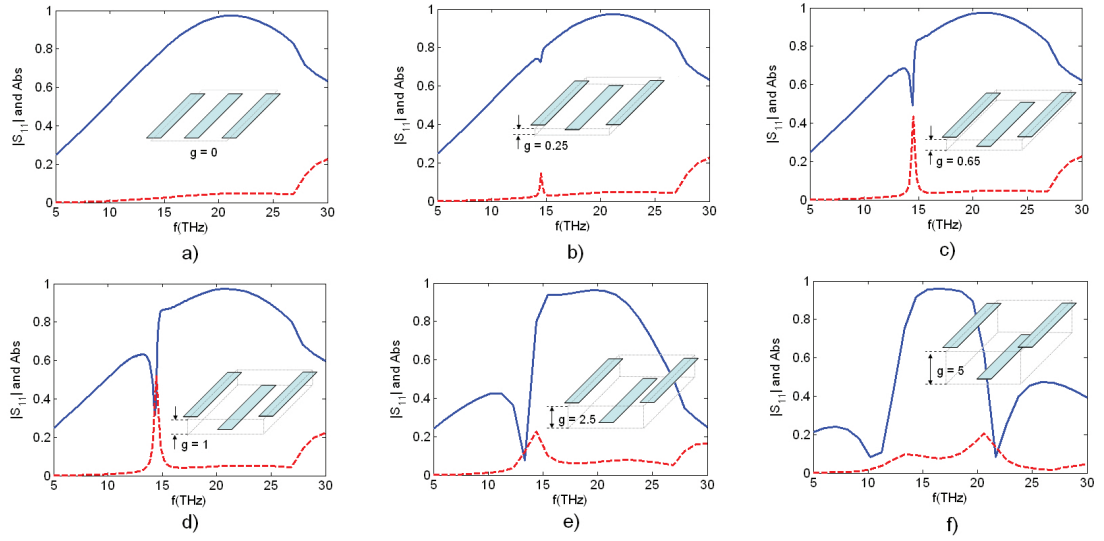 |S11| and Abs
1
0.8
0.6
0.4
0.2
0
g = 0
5 10 15 20 25 30
f(THz)
a)
|S11| and Abs
1
0.8
0.6
0.4
0.2
0
g = 0.25
5 10 15 20 25 30
f(THz)
b)
|S11| and Abs
1
0.8
0.6
0.4
0.2
0
g = 0.65
5 10 15 20 25 30
f(THz)
c)
|S11| and Abs
1
0.8
0.6
0.4
0.2
0
g = 1
5 10 15 20 25 30
f(THz)
d)
|S11| and Abs
1
0.8
0.6
0.4
0.2
0
g = 2.5
5 10 15 20 25 30
f(THz)
e)
|S11| and Abs
1
0.8
0.6
0.4
0.2
0
g = 5
5 10 15 20 25 30
f(THz)
f)